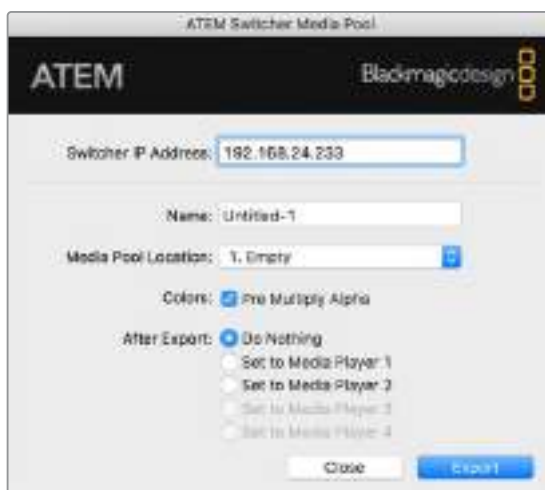 ATEM Switcher Media Pool
ATEM
Blackmagicdesign
Switcher IP Address: 192.168.24.233
Name: Untitled-1
Media Pool Location: 1. Empty
Colors: Pre Multiply Alpha
After Export: Do Nothing
Set to Media Player 1
Set to Media Player 2
Set to Media Player 3
Set to Media Player 4
Close Export